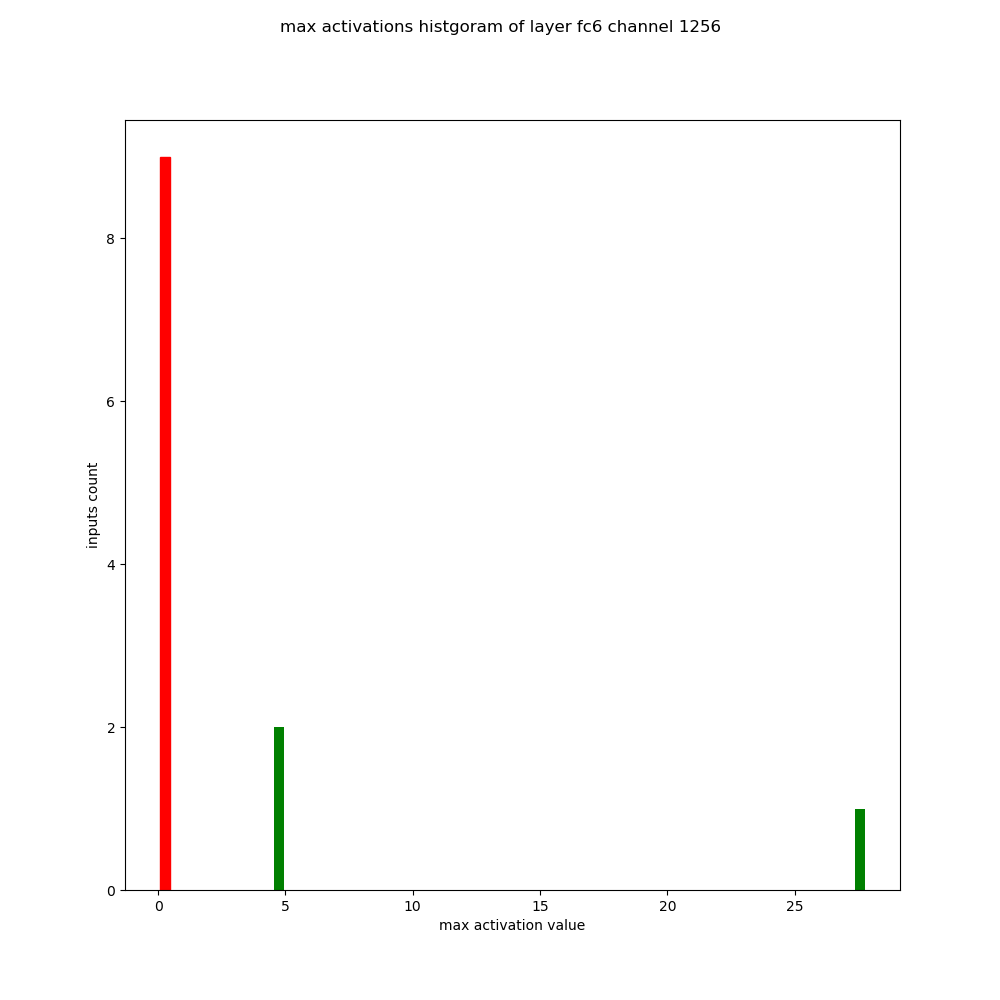 max activations histgoram of layer fc6 channel 1256
8
6
4
2
0
inputs count
0 5 10 15 20 25
max activation value